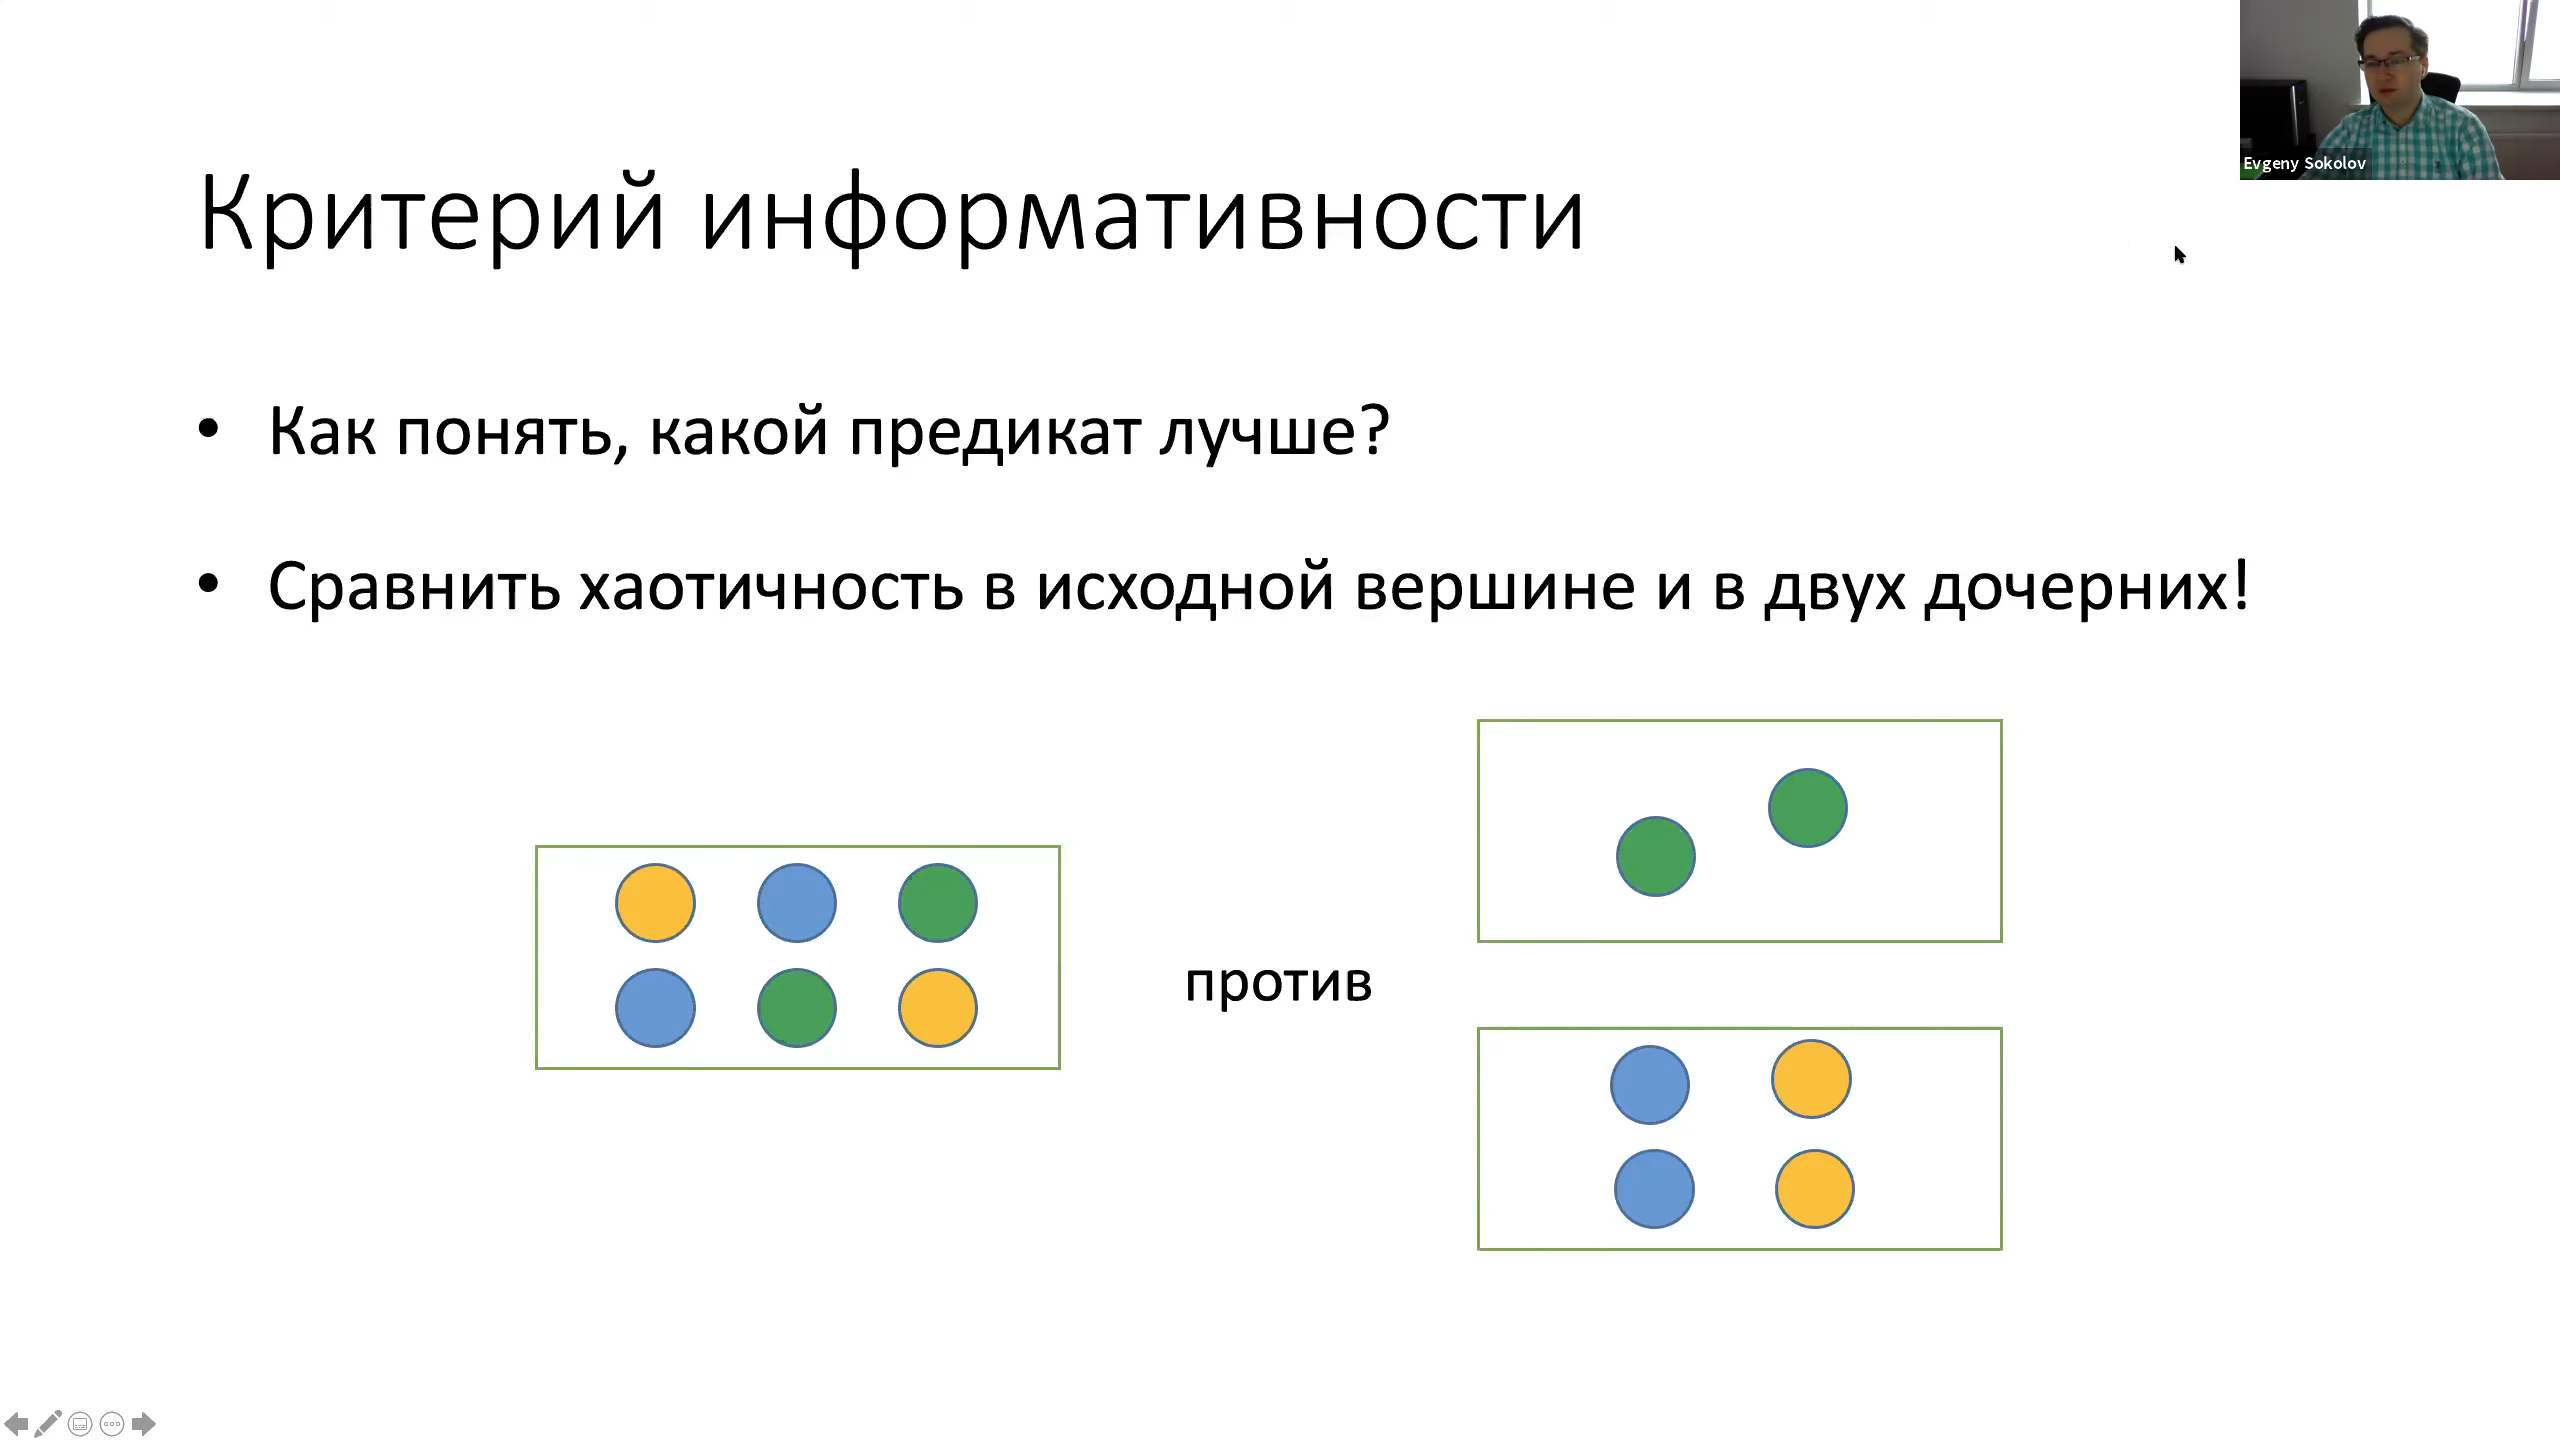 Evgeny Sokolov
Критерий информативности
• Как понять, какой предикат лучше?
• Сравнить хаотичность в исходной вершине и в двух дочерних!
против